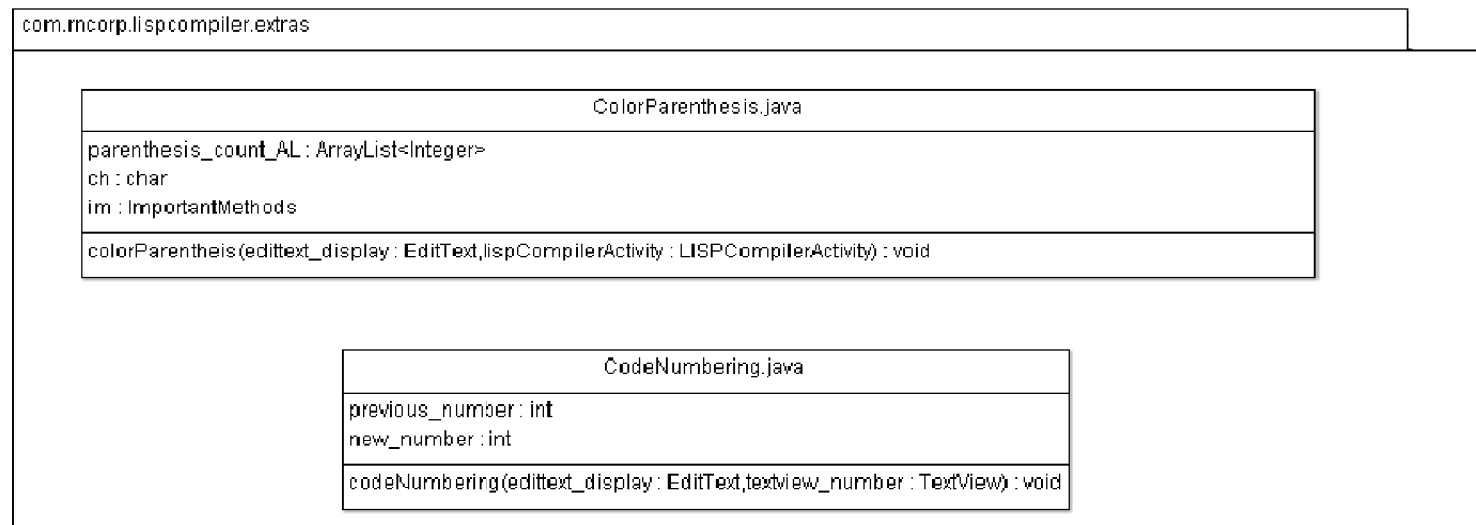 com.rncorp.lispcompiler.extras
ColorParenthesis.java
parenthesis_count_AL : ArrayList<Integer>
ch : char
im : ImportantMethods
colorParentheis(edittext_display : EditText,lispCompilerActivity : LISPCompilerActivity) : void
CodeNumbering.java
previous_number : int
new_number : int
codeNumbering(edittext_display : EditText,textview_number : TextView) : void